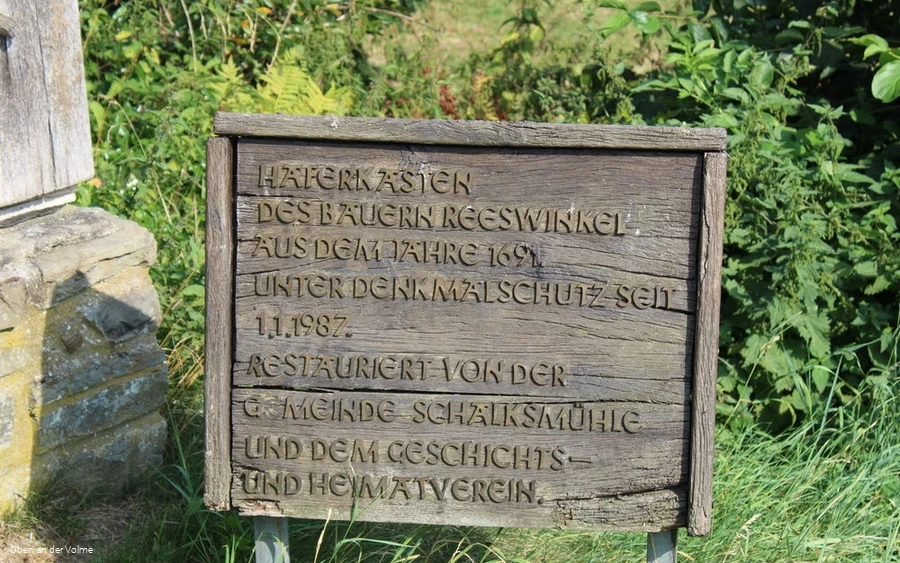 HAFERKASTEN
DES BAUERN REESWINKEL
AUS DEM JAHRE 1691.
UNTER DENKMALSCHUTZ SEIT
1.1.1987.
RESTAURIERT VON DER
G MEINDE SCHALKSMÜHLE
UND DEM GESCHICHTS-
UND HEIMATVEREIN.
Oben an der Volme